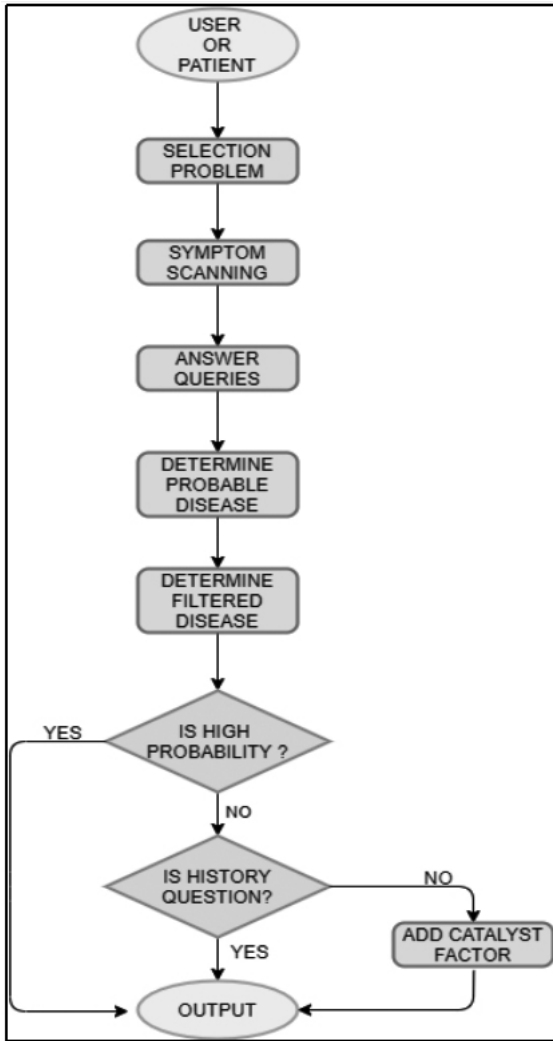 USER
OR
PATIENT
SELECTION
PROBLEM
SYMPTOM
SCANNING
ANSWER
QUERIES
DETERMINE
PROBABLE
DISEASE
DETERMINE
FILTERED
DISEASE
YES
IS HIGH
PROBABILITY ?
NO
IS HISTORY
QUESTION?
NO
ADD CATALYST
FACTOR
YES
OUTPUT